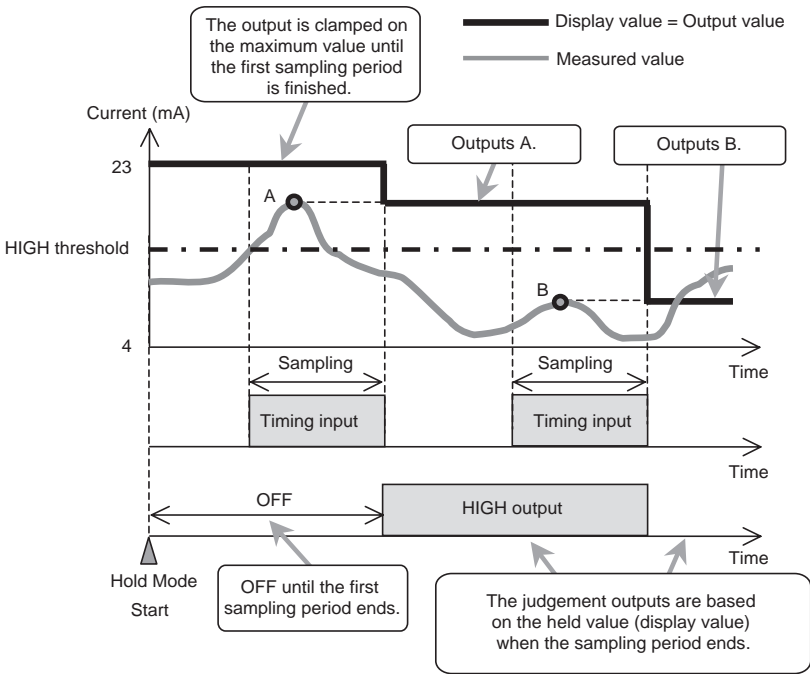 The output is clamped on
the maximum value until
the first sampling period
is finished.
Display value = Output value
Measured value
Current (mA)
Outputs A.
Outputs B.
23
A
HIGH threshold
B
4
Time
Sampling
Sampling
Timing input
Timing input
Time
OFF
HIGH output
Time
Hold Mode
Start
OFF until the first
sampling period ends.
The judgement outputs are based
on the held value (display value)
when the sampling period ends.